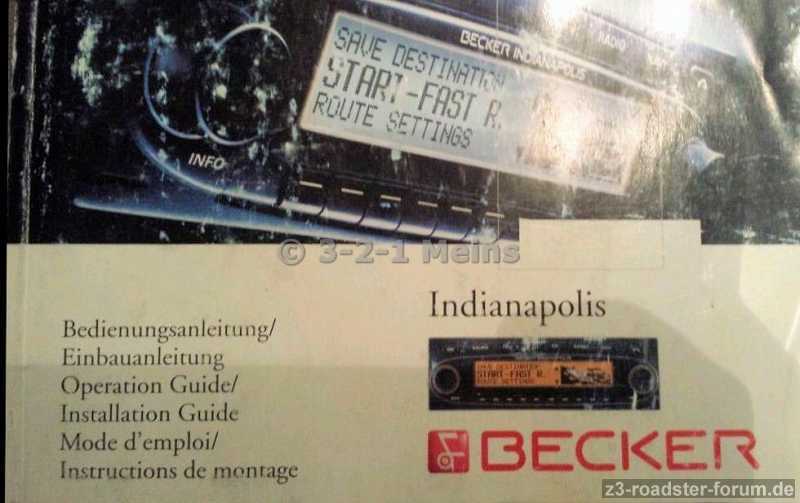 BECKER INDIANAPOLIS
RADIO
SAVE DESTINATION
START-FAST R.
ROUTE SETTINGS
INFO
© 3-2-1 Meins
Indianapolis
Bedienungsanleitung/
Einbauanleitung
Operation Guide/
Installation Guide
Mode d'emploi/
Instructions de montage
SAVE DESTINATION
START-FAST R.
ROUTE SETTINGS
BECKER
z3-roadster-forum.de